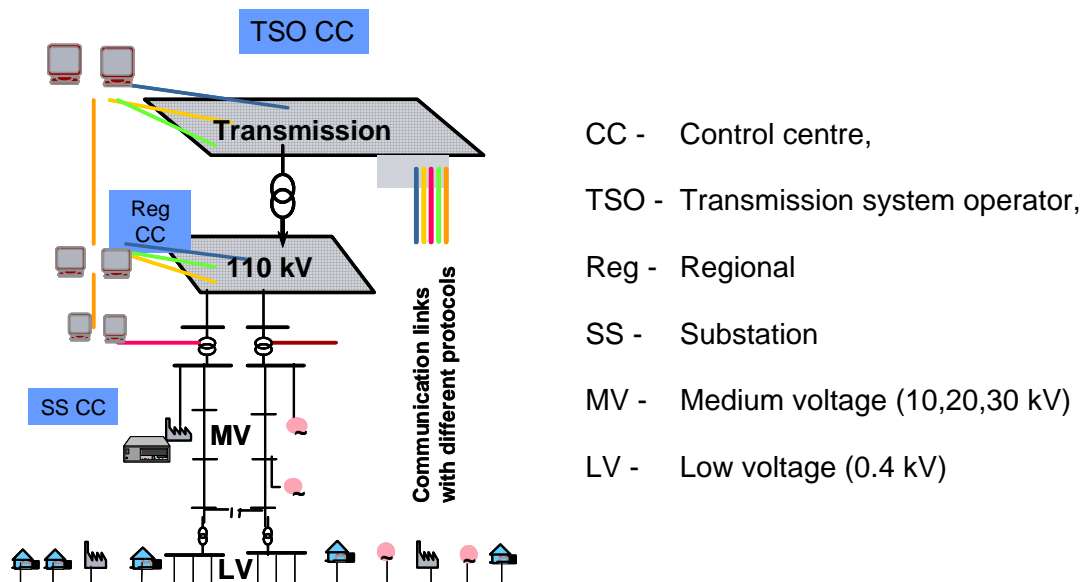 TSO CC
Transmission
Reg
CC
110 kV
Communication links
with different protocols
SS CC
MV
LV
~
~
~
~
CC - Control centre,
TSO - Transmission system operator,
Reg - Regional
SS - Substation
MV - Medium voltage (10,20,30 kV)
LV - Low voltage (0.4 kV)